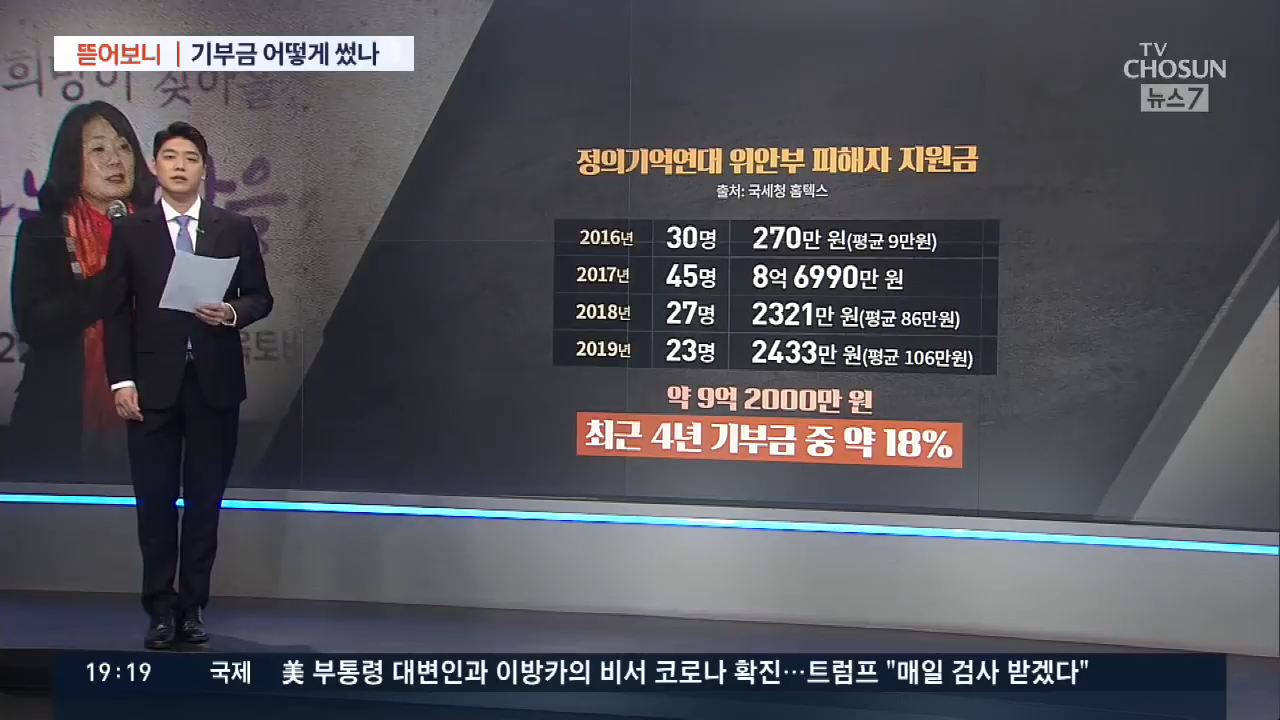 뜯어보니 | 기부금 어떻게 썼나
TV
CHOSUN
뉴스7
정의기억연대 위안부 피해자 지원금
출처: 국세청 홈텍스
2016년 30명 270만 원(평균 9만원)
2017년 45명 8억 6990만 원
2018년 27명 2321만 원(평균 86만원)
2019년 23명 2433만 원(평균 106만원)
약 9억 2000만 원
최근 4년 기부금 중 약 18%
19:19 국제 美 부통령 대변인과 이방카의 비서 코로나 확진…트럼프 "매일 검사 받겠다"